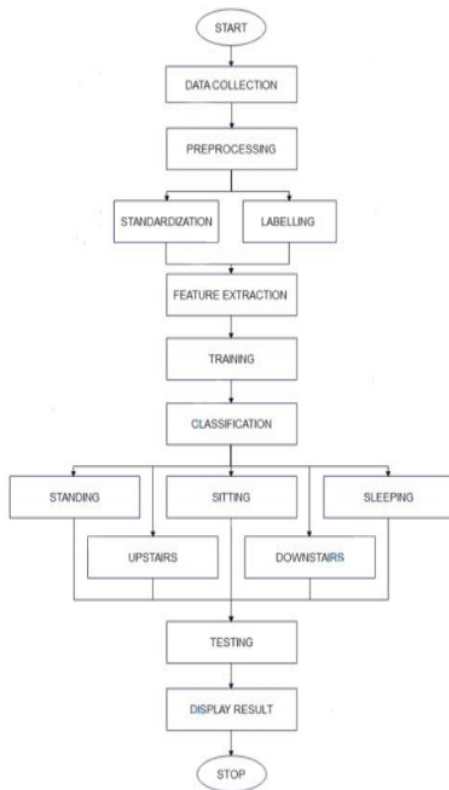 START
DATA COLLECTION
PREPROCESSING
STANDARDIZATION
LABELLING
FEATURE EXTRACTION
TRAINING
CLASSIFICATION
STANDING
SITTING
SLEEPING
UPSTAIRS
DOWNSTAIRS
TESTING
DISPLAY RESULT
STOP